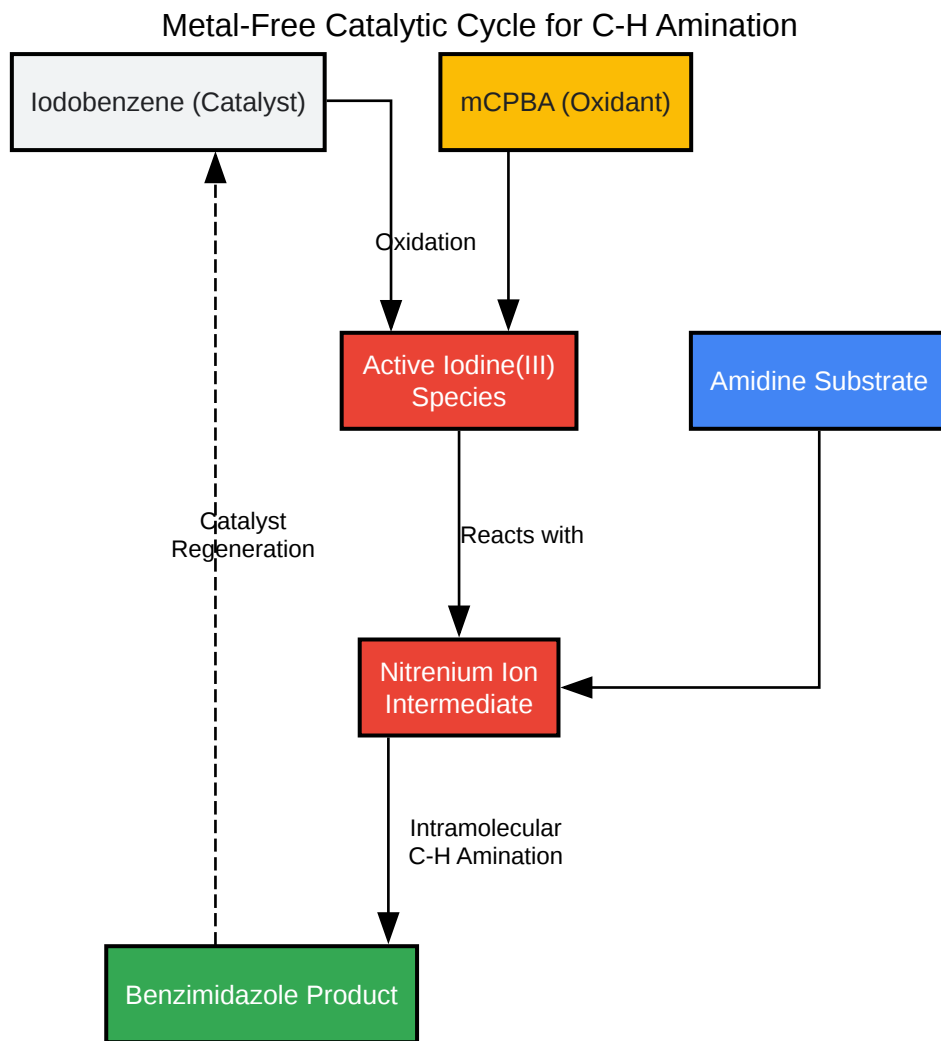 Metal-Free Catalytic Cycle for C-H Amination
Iodobenzene (Catalyst)
mCPBA (Oxidant)
Oxidation
Active Iodine(III)
Species
Amidine Substrate
Catalyst
Regeneration
Reacts with
Nitrenium Ion
Intermediate
Intramolecular
C-H Amination
Benzimidazole Product